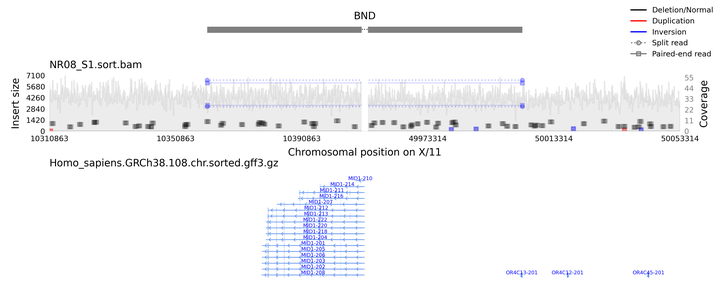 BND
Deletion/Normal
Duplication
Inversion
Split read
Paired-end read
NR08_S1.sort.bam
Insert size
7100
5680
4260
2840
1420
0
55
44
33
22
11
0
Coverage
10310863
10350863
10390863
49973314
50013314
50053314
Chromosomal position on X/11
Homo_sapiens.GRCh38.108.chr.sorted.gff3.gz
MID1-210
MID1-214
MID1-211
MID1-216
MID1-207
MID1-212
MID1-213
MID1-222
MID1-220
MID1-218
MID1-204
MID1-201
MID1-205
MID1-206
MID1-203
MID1-202
MID1-208
OR4C13-201
OR4C12-201
OR4C45-201